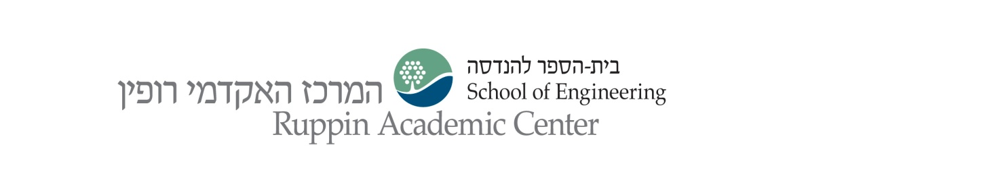 בית-הספר להנדסה
School of Engineering
המרכז האקדמי רופין
Ruppin Academic Center